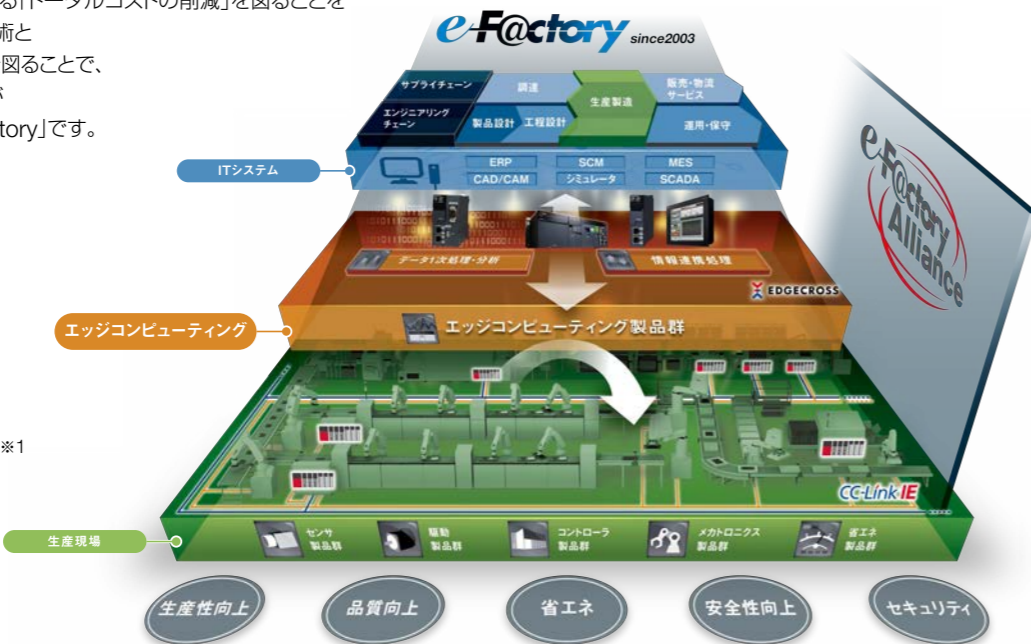 る「トータルコストの削減」を図ることを
術と
図ることで、
tory」です。
e-F@ctory since2003
サプライチェーン
調達
生産製造
販売・物流
サービス
エンジニアリング
チェーン
製品設計
工程設計
運用・保守
ITシステム
ERP
SCM
MES
CAD/CAM
シミュレータ
SCADA
データ1次処理・分析
情報連携処理
EDGECROSS
エッジコンピューティング
エッジコンピューティング製品群
e-F@ctory
Alliance
※1
CC-Link IE
生産現場
センサ
製品群
駆動
製品群
コントローラ
製品群
メカトロニクス
製品群
省エネ
製品群
生産性向上
品質向上
省エネ
安全性向上
セキュリティ